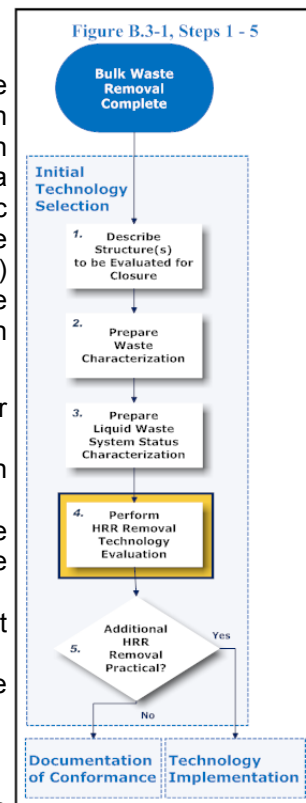 Figure B.3-1, Steps 1 - 5
Bulk Waste
Removal
Complete
Initial
Technology
Selection
1.
Describe
Structure(s)
to be Evaluated for
Closure
2.
Prepare
Waste
Characterization
3.
Prepare
Liquid Waste
System Status
Characterization
4.
Perform
HRR Removal
Technology
Evaluation
5.
Additional
HRR
Removal
Practical?
Yes
No
Documentation
of Conformance
Technology
Implementation